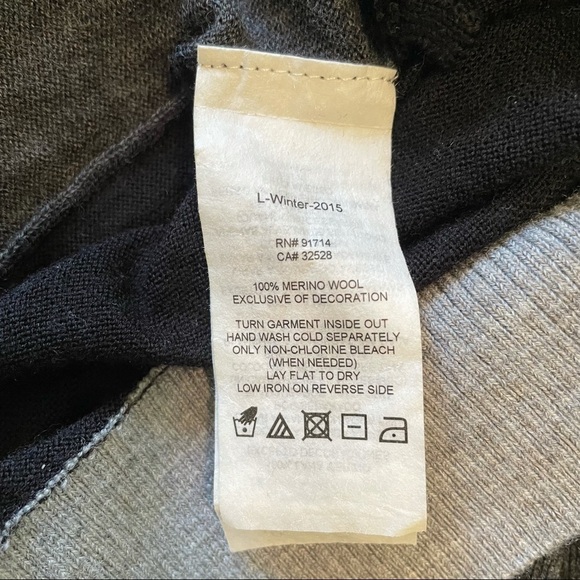 L-Winter-2015
RN# 91714
CA# 32528
100% MERINO WOOL
EXCLUSIVE OF DECORATION
TURN GARMENT INSIDE OUT
HAND WASH COLD SEPARATELY
ONLY NON-CHLORINE BLEACH
(WHEN NEEDED)
LAY FLAT TO DRY
LOW IRON ON REVERSE SIDE